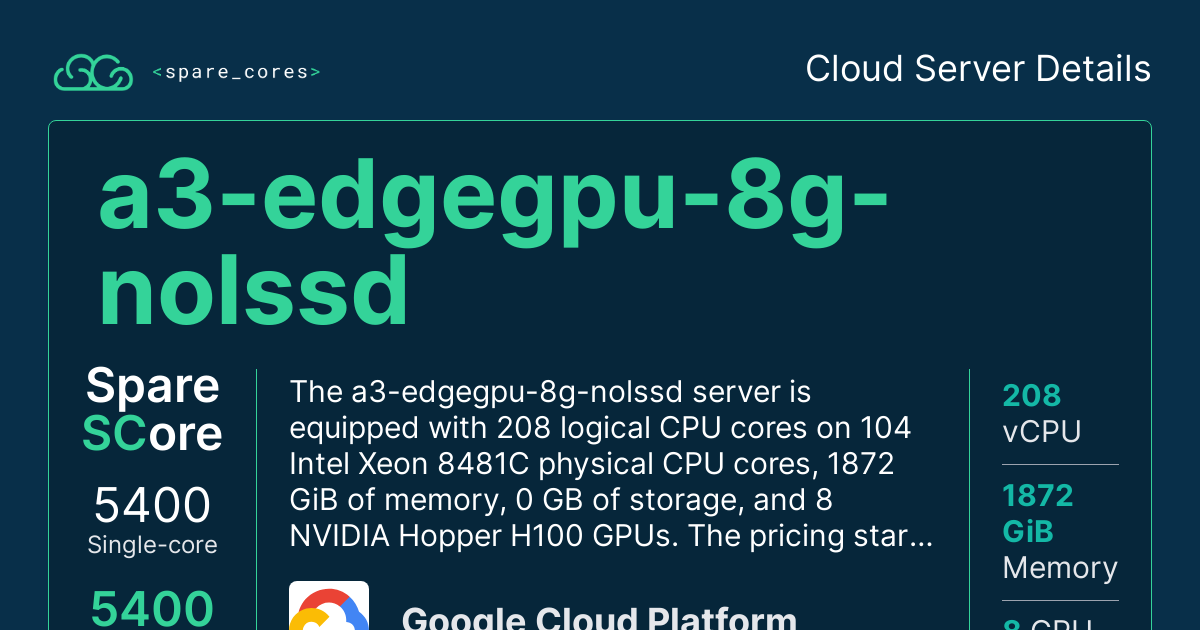 <spare_cores>
Cloud Server Details
a3-edgegpu-8g-
nolssd
Spare
SCore
5400
Single-core
5400
The a3-edgegpu-8g-nolssd server is
equipped with 208 logical CPU cores on 104
Intel Xeon 8481C physical CPU cores, 1872
GiB of memory, 0 GB of storage, and 8
NVIDIA Hopper H100 GPUs. The pricing star...
Google Cloud Platform
208
vCPU
1872
GiB
Memory
8 GPU